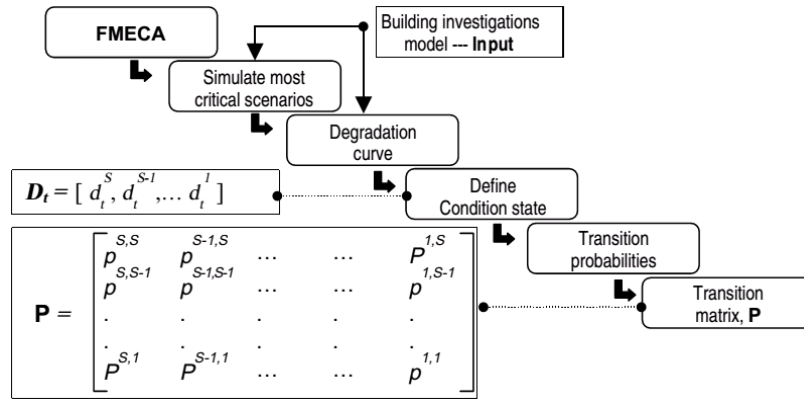 FMECA
Building investigations
model --- Input
Simulate most
critical scenarios
Degradation
curve
D_t = [ d_t^S, d_t^{S-1},... d_t^1 ]
Define
Condition state
Transition
probabilities
Transition
matrix, P
P =
p^{S,S} p^{S-1,S} ... ... P^{1,S}
p^{S,S-1} p^{S-1,S-1} ... ... p^{1,S-1}
. . . . .
. . . . .
P^{S,1} P^{S-1,1} ... ... p^{1,1}